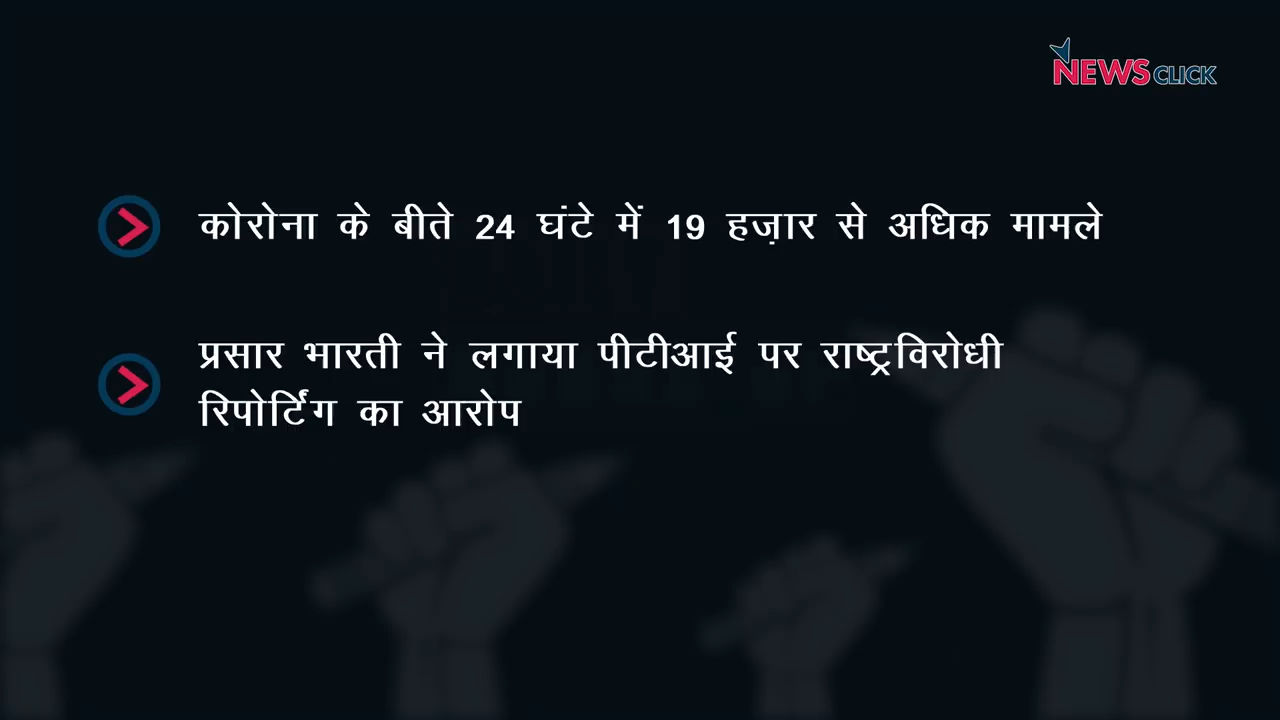 NEWSCLICK
कोरोना के बीते 24 घंटे में 19 हज़ार से अधिक मामले
प्रसार भारती ने लगाया पीटीआई पर राष्ट्रविरोधी
रिपोर्टिंग का आरोप